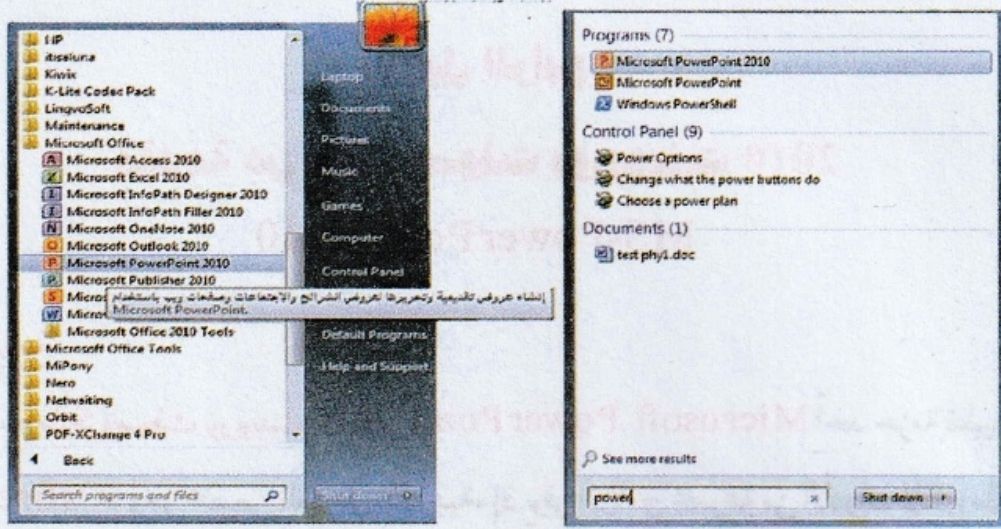 HP
itisaluna
Kiwix
K-Lite Codec Pack
LingvoSoft
Maintenance
Microsoft Office
Microsoft Access 2010
Microsoft Excel 2010
Microsoft InfoPath Designer 2010
Microsoft InfoPath Filler 2010
Microsoft OneNote 2010
Microsoft Outlook 2010
Microsoft PowerPoint 2010
Microsoft Publisher 2010
Micros
Micros
إنشاء عروض تقديمية وتحريرها لعروض الشرائح والاجتماعات وصفحات ويب باستخدام
Microsoft PowerPoint.
Microsoft Office 2010 Tools
Microsoft Office Tools
MiPony
Nero
Netwaiting
Orbit
PDF-XChange 4 Pro
Back
Search programs and files
Laptop
Documents
Pictures
Music
Games
Computer
Control Panel
Default Programs
Help and Support
Shut down
Programs (7)
Microsoft PowerPoint 2010
Microsoft PowerPoint
Windows PowerShell
Control Panel (9)
Power Options
Change what the power buttons do
Choose a power plan
Documents (1)
test phy1.doc
See more results
power
Shut down